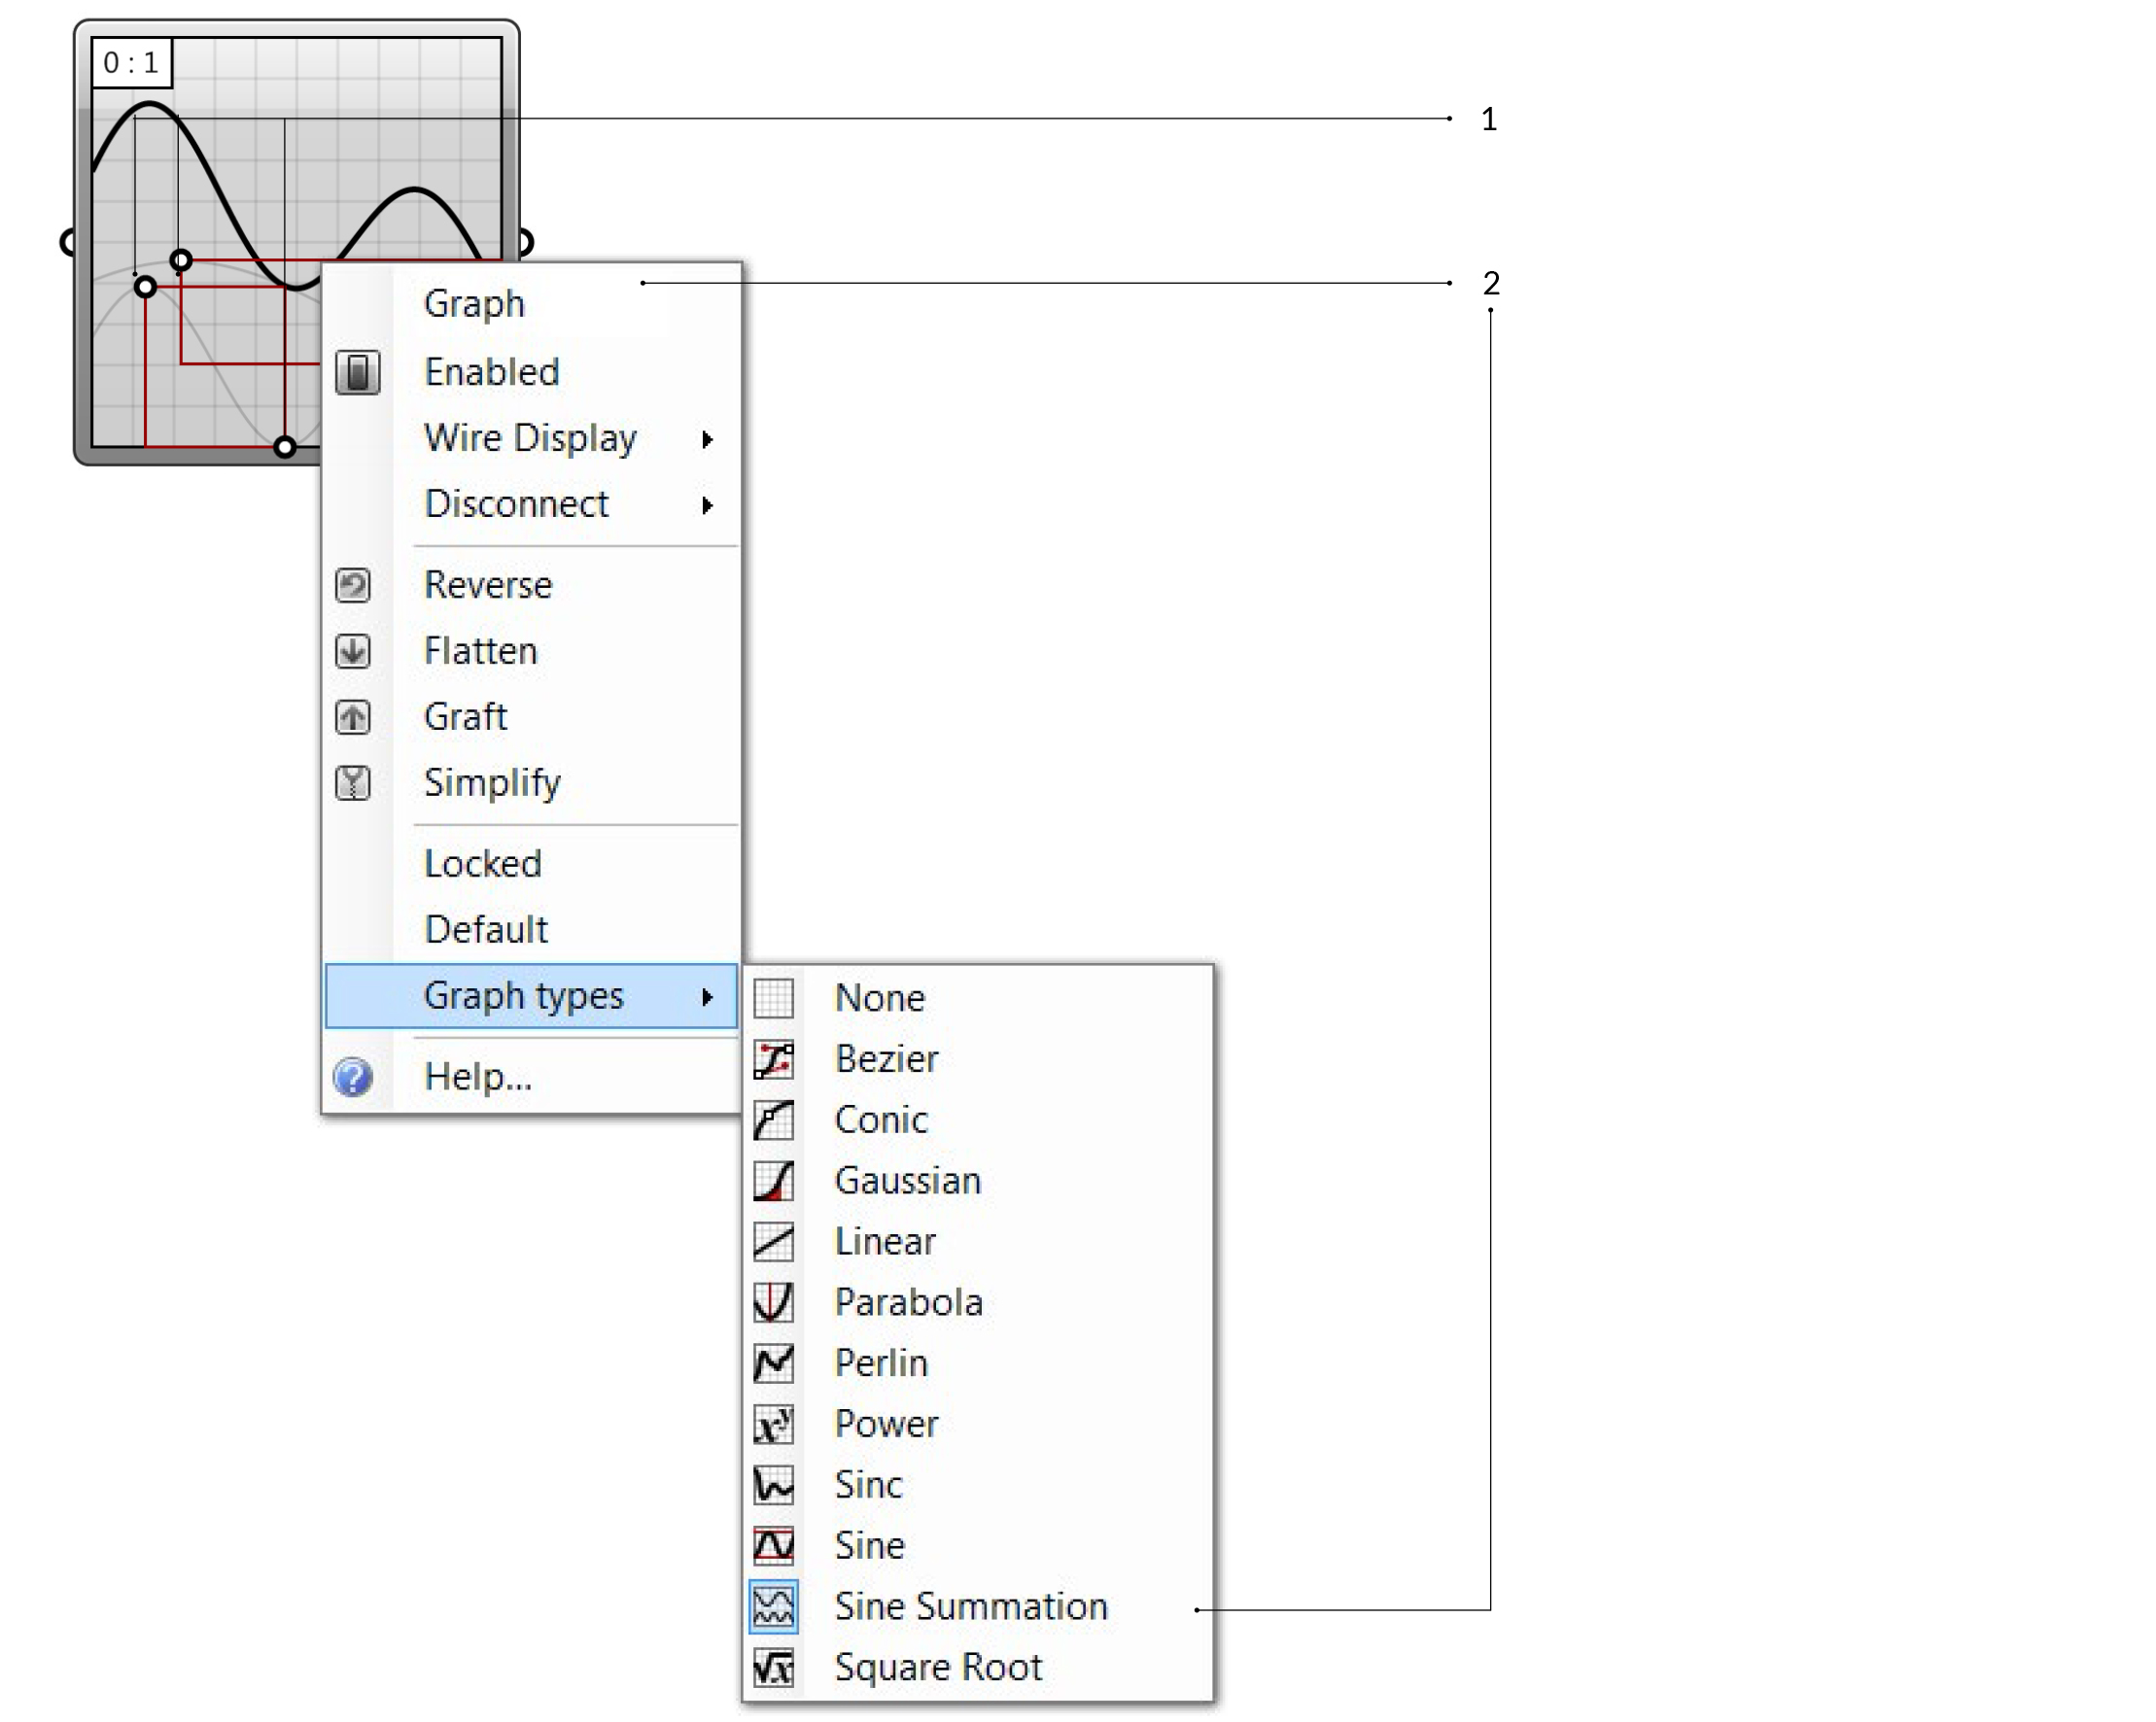 0 : 1
1
2
Graph
Enabled
Wire Display
Disconnect
Reverse
Flatten
Graft
Simplify
Locked
Default
Graph types
Help...
None
Bezier
Conic
Gaussian
Linear
Parabola
Perlin
Power
Sinc
Sine
Sine Summation
Square Root